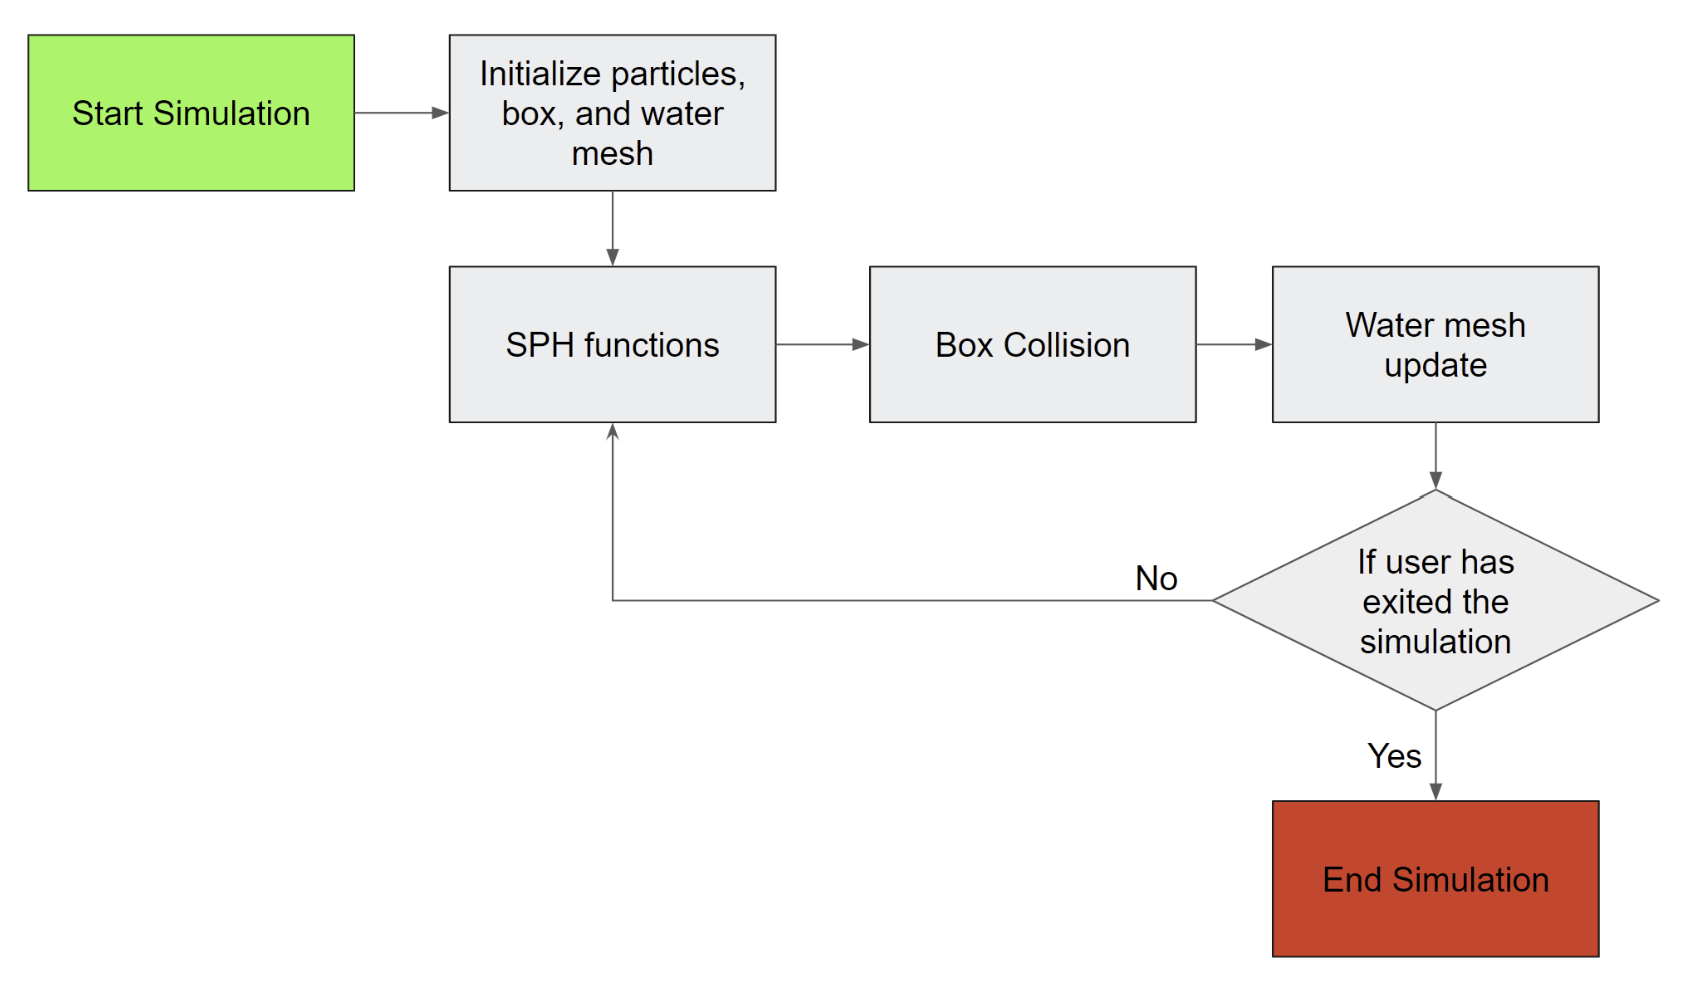 Start Simulation
Initialize particles,
box, and water
mesh
SPH functions
Box Collision
Water mesh
update
If user has
exited the
simulation
No
Yes
End Simulation